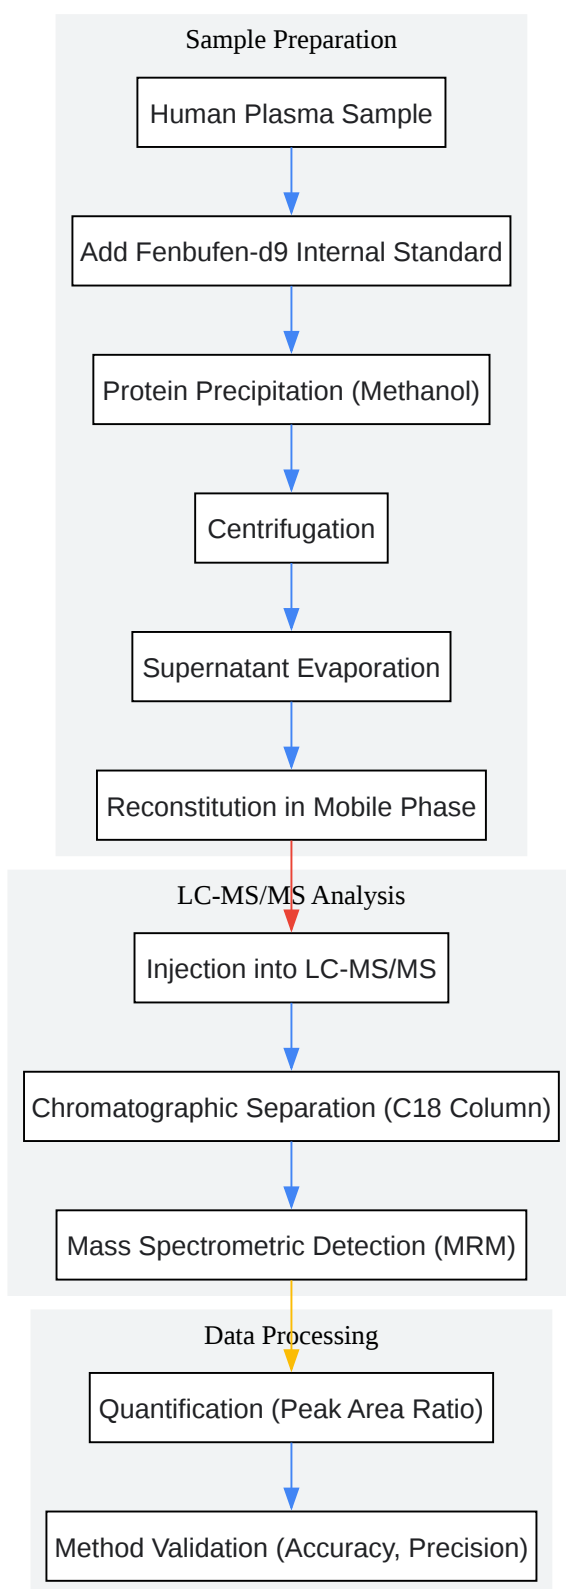 Sample Preparation
Human Plasma Sample
Add Fenbufen-d9 Internal Standard
Protein Precipitation (Methanol)
Centrifugation
Supernatant Evaporation
Reconstitution in Mobile Phase
LC-MS/MS Analysis
Injection into LC-MS/MS
Chromatographic Separation (C18 Column)
Mass Spectrometric Detection (MRM)
Data Processing
Quantification (Peak Area Ratio)
Method Validation (Accuracy, Precision)